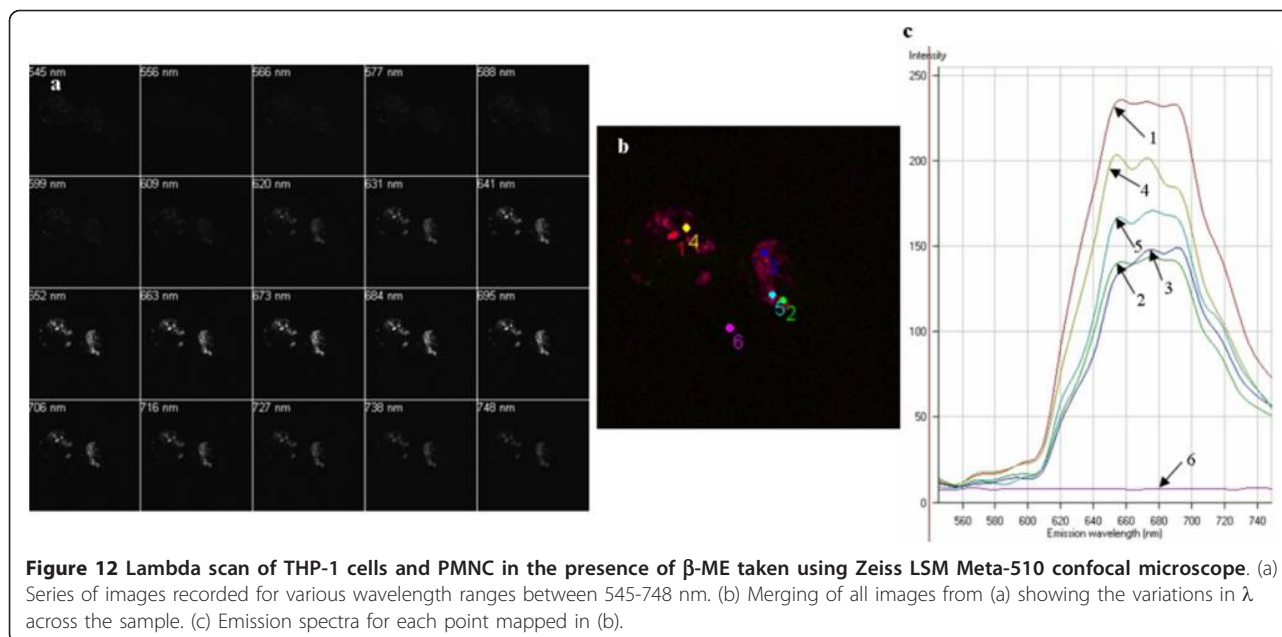 a
545 nm 556 nm 566 nm 577 nm 588 nm
599 nm 609 nm 620 nm 631 nm 641 nm
652 nm 663 nm 673 nm 684 nm 695 nm
706 nm 716 nm 727 nm 738 nm 748 nm
b
4
1
5 2
6
c
Intensity
250
200
150
100
50
0
1
4
5
3
2
6
560 580 600 620 640 660 680 700 720 740
Emission wavelength [nm]
Figure 12 Lambda scan of THP-1 cells and PMNC in the presence of β-ME taken using Zeiss LSM Meta-510 confocal microscope. (a)
Series of images recorded for various wavelength ranges between 545-748 nm. (b) Merging of all images from (a) showing the variations in λ
across the sample. (c) Emission spectra for each point mapped in (b).